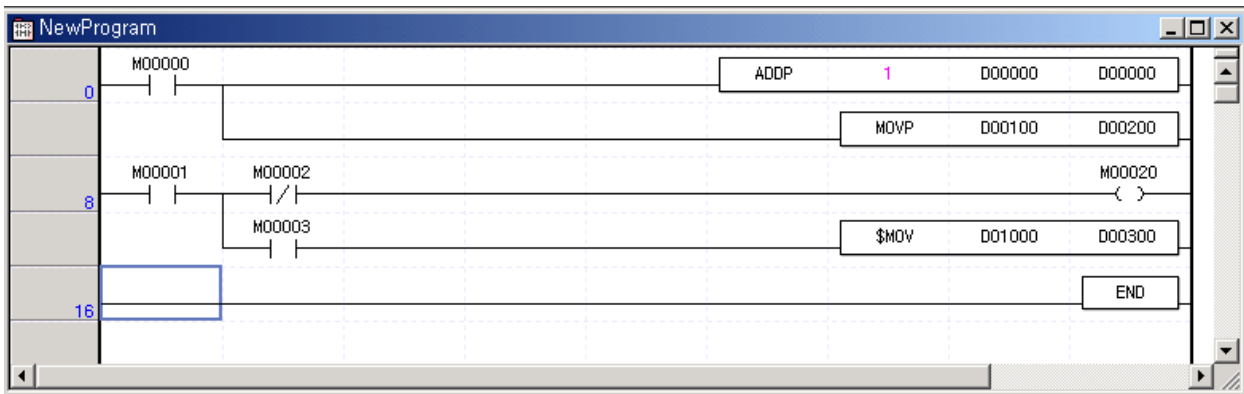 NewProgram
M00000
0
ADDP 1 D00000 D00000
MOVP D00100 D00200
M00001 M00002 M00020
8
M00003
$MOV D01000 D00300
END
16